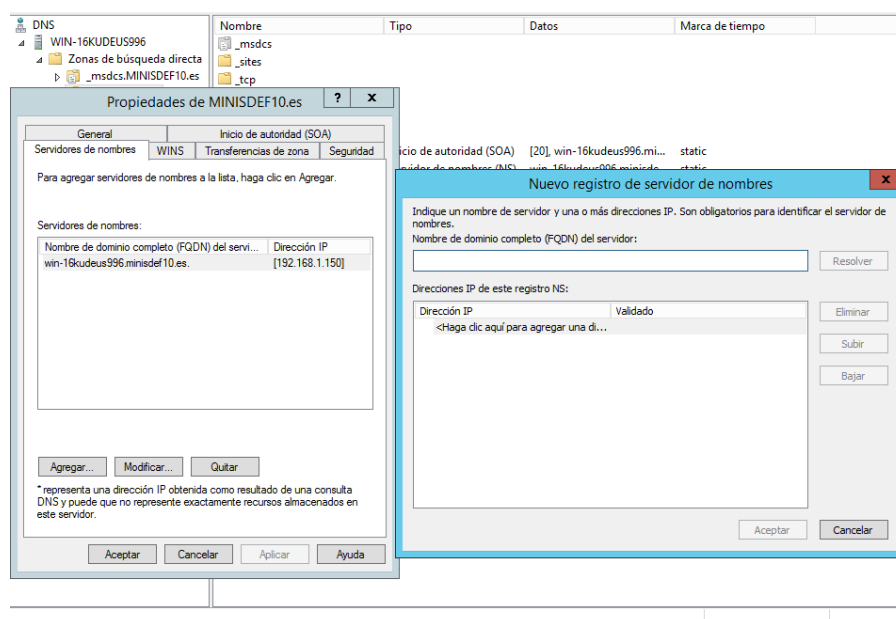 DNS
WIN-16KUDEUS996
Zonas de búsqueda directa
_msdcs.MINISDEF10.es
Nombre Tipo Datos Marca de tiempo
_msdcs
_sites
_tcp
icio de autoridad (SOA) [20], win-16kudeus996.mi... static
Propiedades de MINISDEF10.es ? x
General Inicio de autoridad (SOA)
Servidores de nombres WINS Transferencias de zona Seguridad
Para agregar servidores de nombres a la lista, haga clic en Agregar.
Servidores de nombres:
Nombre de dominio completo (FQDN) del servi... Dirección IP
win-16kudeus996.minisdef10.es. [192.168.1.150]
Agregar... Modificar... Quitar
* representa una dirección IP obtenida como resultado de una consulta
DNS y puede que no represente exactamente recursos almacenados en
este servidor.
Aceptar Cancelar Aplicar Ayuda
Nuevo registro de servidor de nombres x
Indique un nombre de servidor y una o más direcciones IP. Son obligatorios para identificar el servidor de
nombres.
Nombre de dominio completo (FQDN) del servidor:
Resolver
Direcciones IP de este registro NS:
Dirección IP Validado
<Haga clic aquí para agregar una di...
Eliminar
Subir
Bajar
Aceptar Cancelar